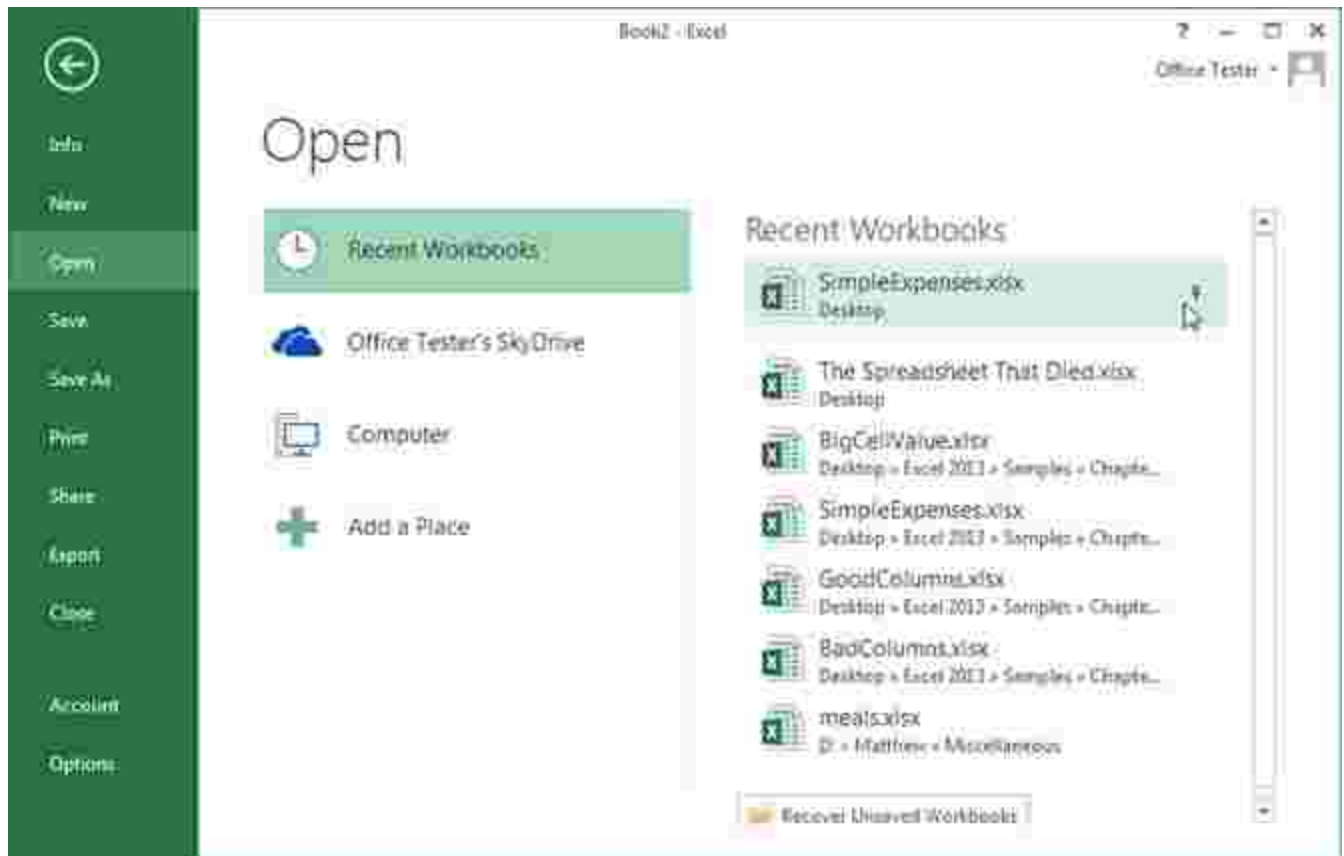 Book2 - Excel
?
Office Tester
Info
New
Open
Save
Save As
Print
Share
Export
Close
Account
Options
Open
Recent Workbooks
Office Tester's SkyDrive
Computer
Add a Place
Recent Workbooks
SimpleExpenses.xlsx
Desktop
The Spreadsheet That Died.xlsx
Desktop
BigCellValue.xlsx
Desktop » Excel 2013 » Samples » Chapte...
SimpleExpenses.xlsx
Desktop » Excel 2013 » Samples » Chapte...
GoodColumns.xlsx
Desktop » Excel 2013 » Samples » Chapte...
BadColumns.xlsx
Desktop » Excel 2013 » Samples » Chapte...
meals.xlsx
D: » Matthew » Miscellaneous
Recover Unsaved Workbooks